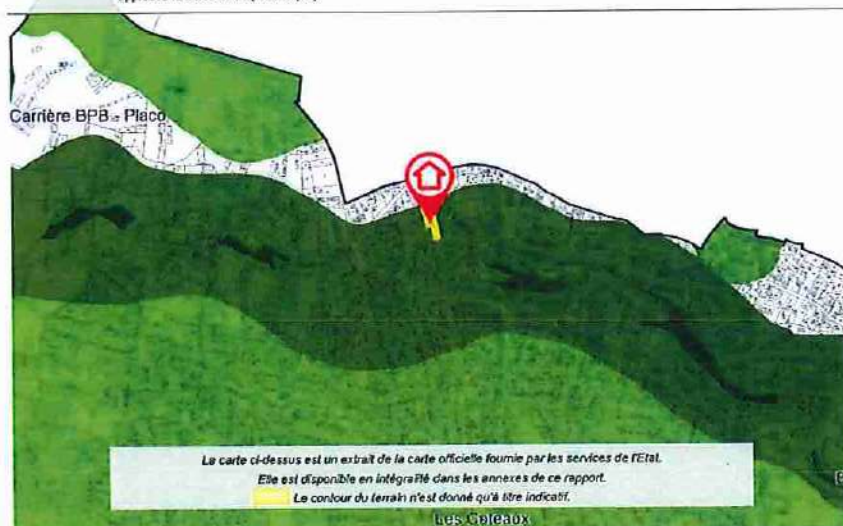 Carrière BPB - Placo
La carte ci-dessus est un extrait de la carte officielle fournie par les services de l'Etat.
Elle est disponible en intégralité dans les annexes de ce rapport.
Le contour du terrain n'est donné qu'à titre indicatif.
Les Coteaux